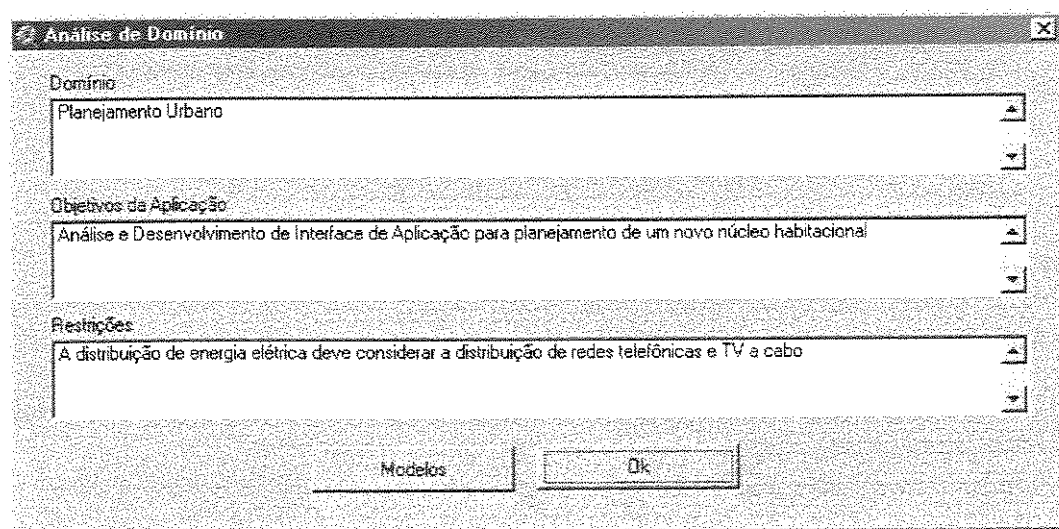 Análise de Domínio
Domínio
Planejamento Urbano
Objetivos da Aplicação
Análise e Desenvolvimento de Interface de Aplicação para planejamento de um novo núcleo habitacional
Restrições
A distribuição de energia elétrica deve considerar a distribuição de redes telefônicas e TV a cabo
Modelos Ok